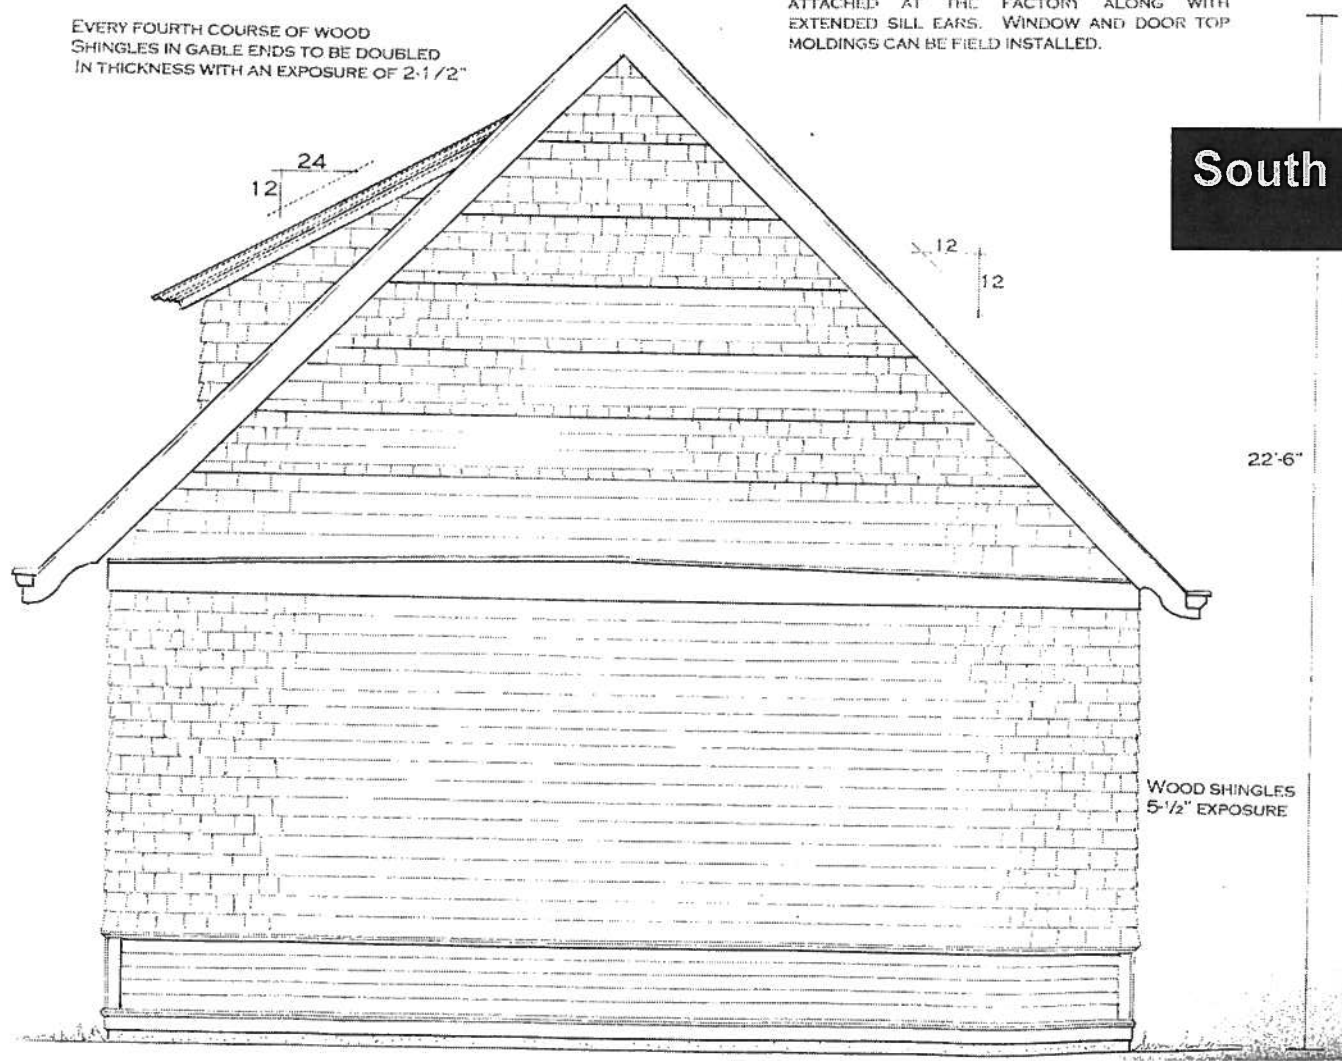 EVERY FOURTH COURSE OF WOOD
SHINGLES IN GABLE ENDS TO BE DOUBLED
IN THICKNESS WITH AN EXPOSURE OF 2-1/2"
ATTACHED AT THE FACTORY ALONG WITH
EXTENDED SILL EARS. WINDOW AND DOOR TOP
MOLDINGS CAN BE FIELD INSTALLED.
South
24
12
12
12
22'-6"
WOOD SHINGLES
5-1/2" EXPOSURE